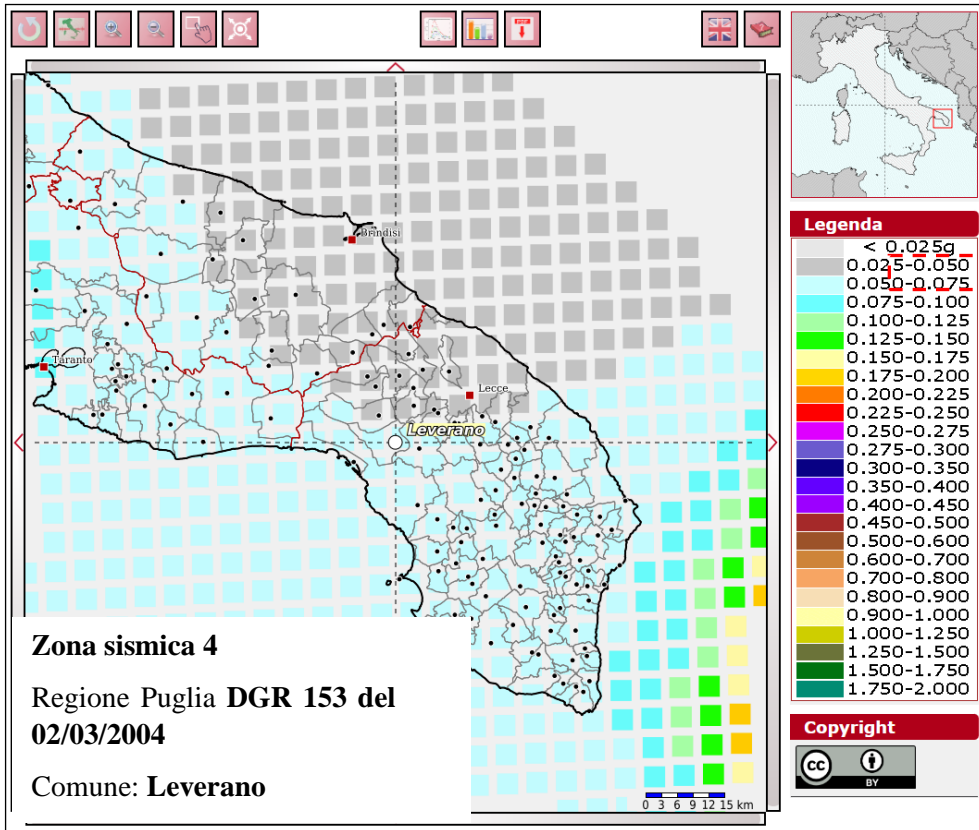 Brindisi
Taranto
Lecce
Leverano
Zona sismica 4
Regione Puglia DGR 153 del
02/03/2004
Comune: Leverano
0 3 6 9 12 15 km
Legenda
< 0.025g
0.025-0.050
0.050-0.075
0.075-0.100
0.100-0.125
0.125-0.150
0.150-0.175
0.175-0.200
0.200-0.225
0.225-0.250
0.250-0.275
0.275-0.300
0.300-0.350
0.350-0.400
0.400-0.450
0.450-0.500
0.500-0.600
0.600-0.700
0.700-0.800
0.800-0.900
0.900-1.000
1.000-1.250
1.250-1.500
1.500-1.750
1.750-2.000
Copyright
cc
BY